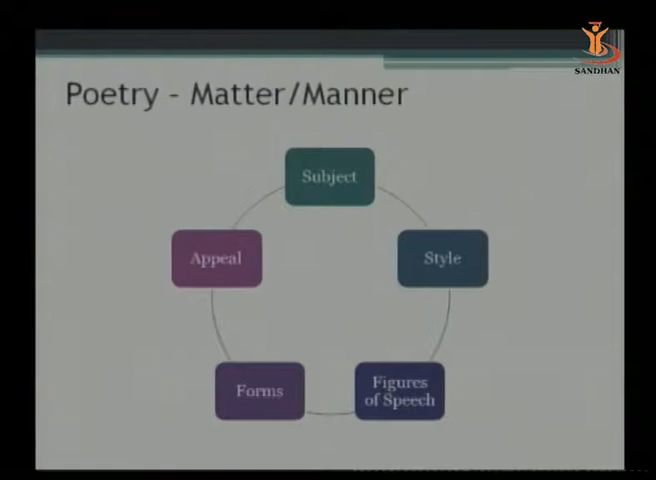 SANDHAN
Poetry – Matter/Manner
Subject
Appeal
Style
Forms
Figures
of Speech